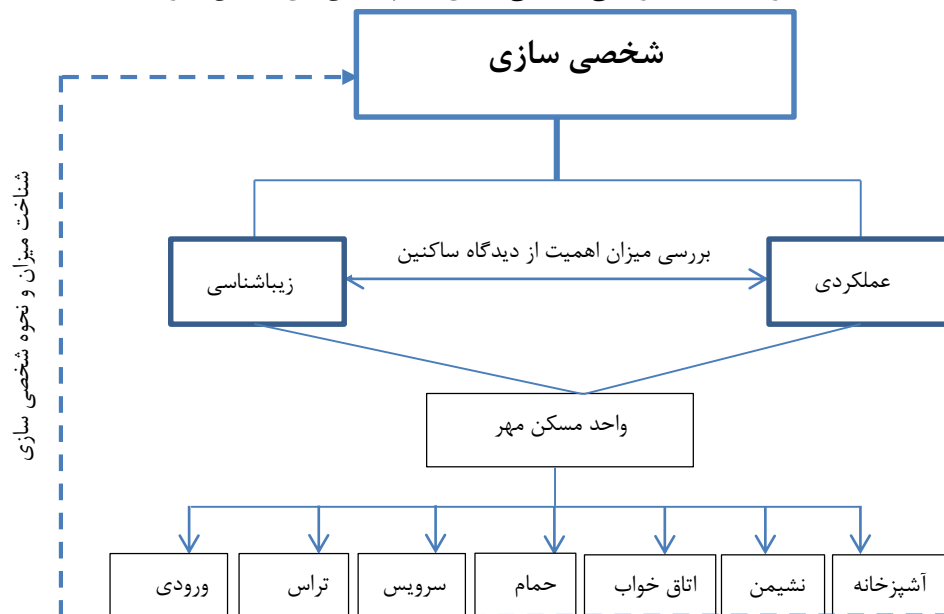 شخصی سازی
شناخت میزان و نحوه شخصی سازی
بررسی میزان اهمیت از دیدگاه ساکنین
عملکردی
زیباشناسی
واحد مسکن مهر
آشپزخانه
نشیمن
اتاق خواب
حمام
سرویس
تراس
ورودی